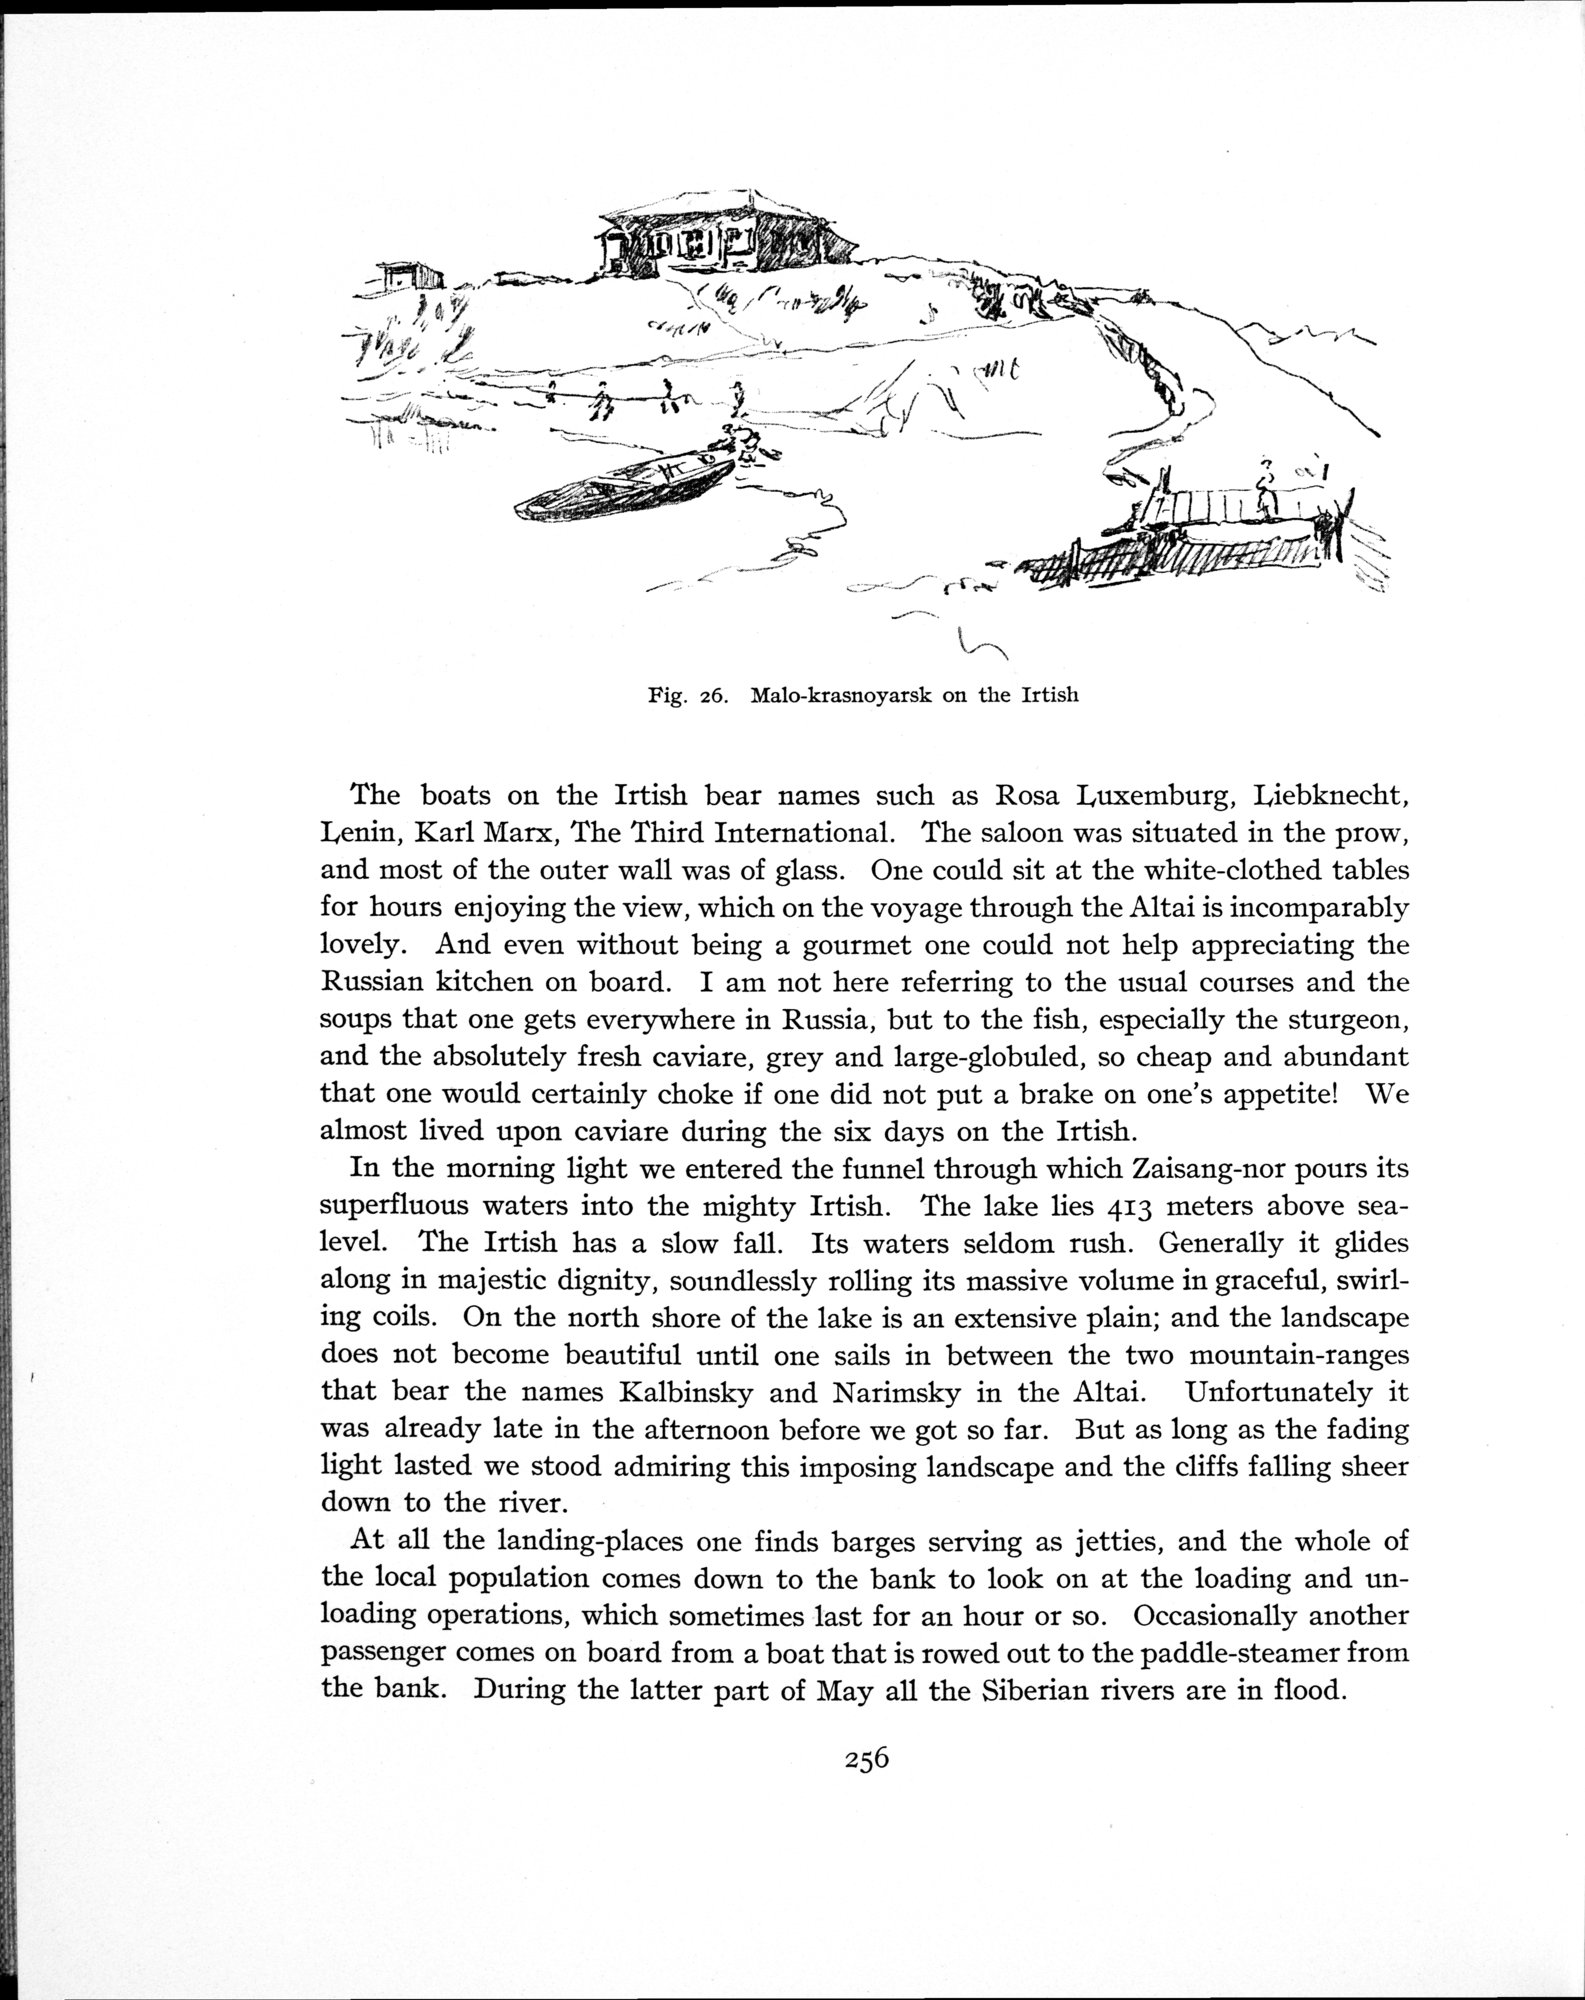 Fig. 26. Malo-krasnoyarsk on the Irtish
The boats on the Irtish bear names such as Rosa Luxemburg, Liebknecht,
Lenin, Karl Marx, The Third International. The saloon was situated in the prow,
and most of the outer wall was of glass. One could sit at the white-clothed tables
for hours enjoying the view, which on the voyage through the Altai is incomparably
lovely. And even without being a gourmet one could not help appreciating the
Russian kitchen on board. I am not here referring to the usual courses and the
soups that one gets everywhere in Russia, but to the fish, especially the sturgeon,
and the absolutely fresh caviare, grey and large-globuled, so cheap and abundant
that one would certainly choke if one did not put a brake on one's appetite! We
almost lived upon caviare during the six days on the Irtish.
In the morning light we entered the funnel through which Zaisang-nor pours its
superfluous waters into the mighty Irtish. The lake lies 413 meters above sea-
level. The Irtish has a slow fall. Its waters seldom rush. Generally it glides
along in majestic dignity, soundlessly rolling its massive volume in graceful, swirl-
ing coils. On the north shore of the lake is an extensive plain; and the landscape
does not become beautiful until one sails in between the two mountain-ranges
that bear the names Kalbinsky and Narimsky in the Altai. Unfortunately it
was already late in the afternoon before we got so far. But as long as the fading
light lasted we stood admiring this imposing landscape and the cliffs falling sheer
down to the river.
At all the landing-places one finds barges serving as jetties, and the whole of
the local population comes down to the bank to look on at the loading and un-
loading operations, which sometimes last for an hour or so. Occasionally another
passenger comes on board from a boat that is rowed out to the paddle-steamer from
the bank. During the latter part of May all the Siberian rivers are in flood.
256